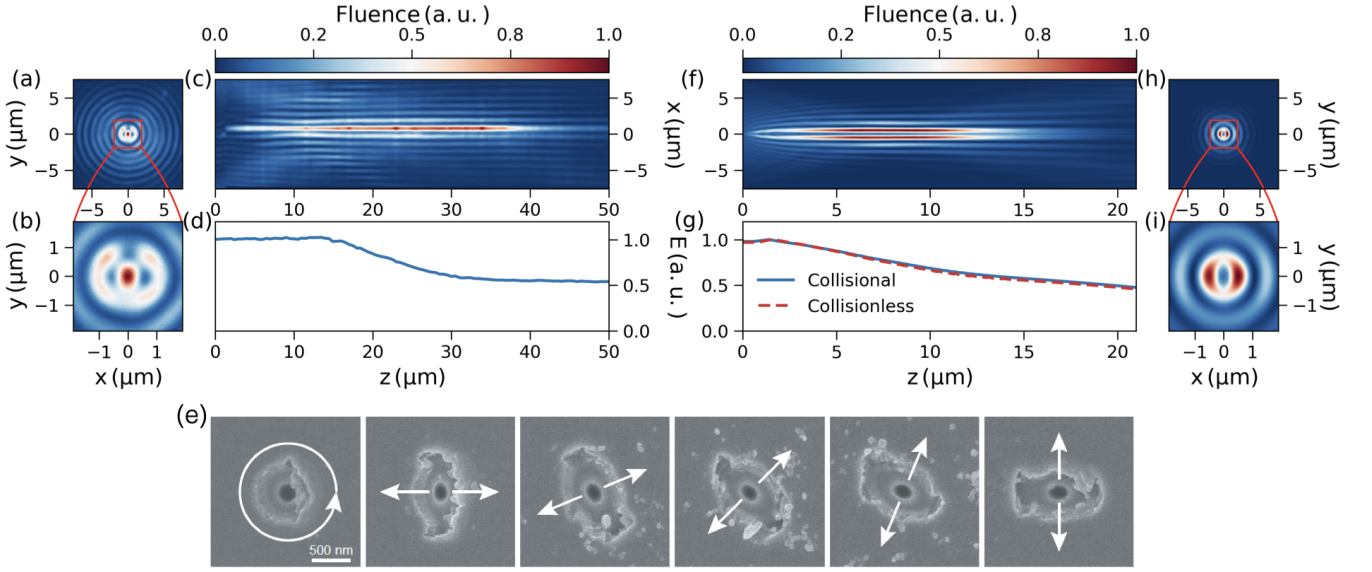 Fluence (a. u.)
0.0 0.2 0.5 0.8 1.0
Fluence (a. u.)
0.0 0.2 0.5 0.8 1.0
(a)
y (μm)
5
0
−5
−5 0 5
(c)
5
0
−5
0 10 20 30 40 50
(f)
x (μm)
5
0
−5
0 5 10 15 20
(h)
y (μm)
5
0
−5
−5 0 5
(b)
y (μm)
1
0
−1
−1 0 1
x (μm)
(d)
1.0
0.5
0.0
0 10 20 30 40 50
z (μm)
(g)
E (a. u.)
1.0
0.5
0.0
Collisional
Collisionless
0 5 10 15 20
z (μm)
(i)
y (μm)
1
0
−1
−1 0 1
x (μm)
(e)
500 nm